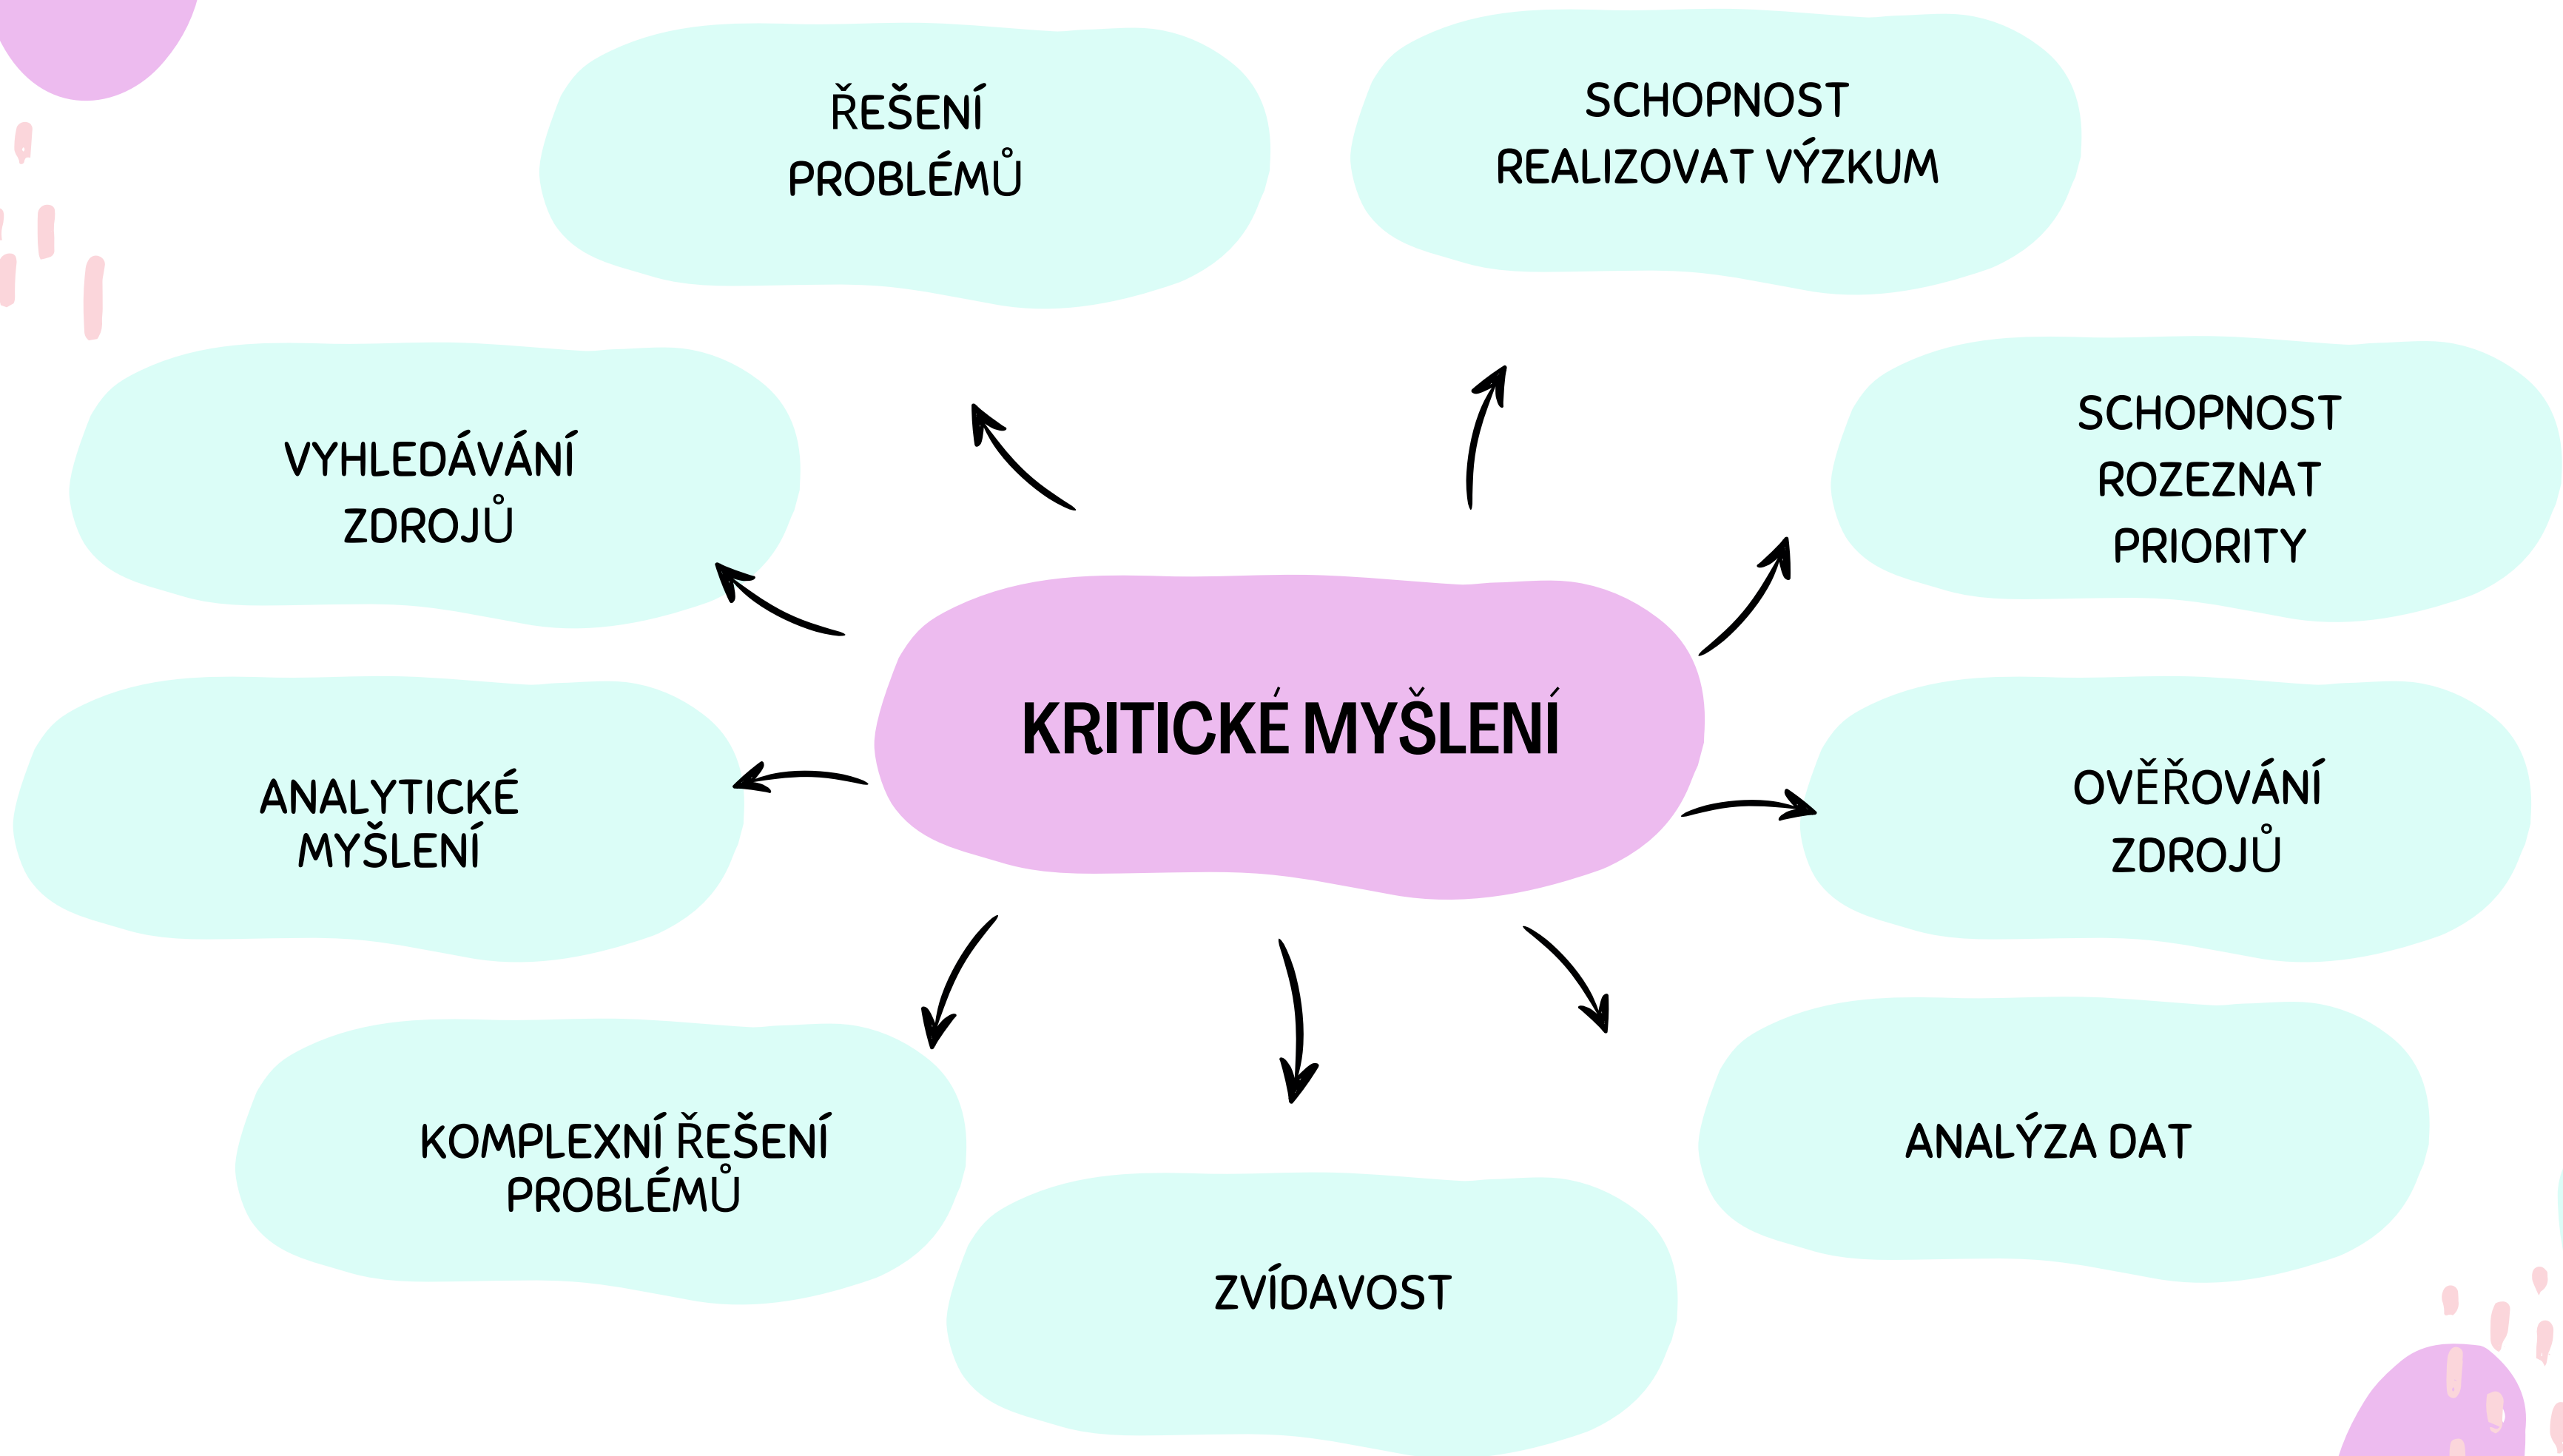 ŘEŠENÍ
PROBLÉMŮ
SCHOPNOST
REALIZOVAT VÝZKUM
VYHLEDÁVÁNÍ
ZDROJŮ
SCHOPNOST
ROZEZNAT
PRIORITY
KRITICKÉ MYŠLENÍ
ANALYTICKÉ
MYŠLENÍ
OVĚŘOVÁNÍ
ZDROJŮ
KOMPLEXNÍ ŘEŠENÍ
PROBLÉMŮ
ANALÝZA DAT
ZVÍDAVOST